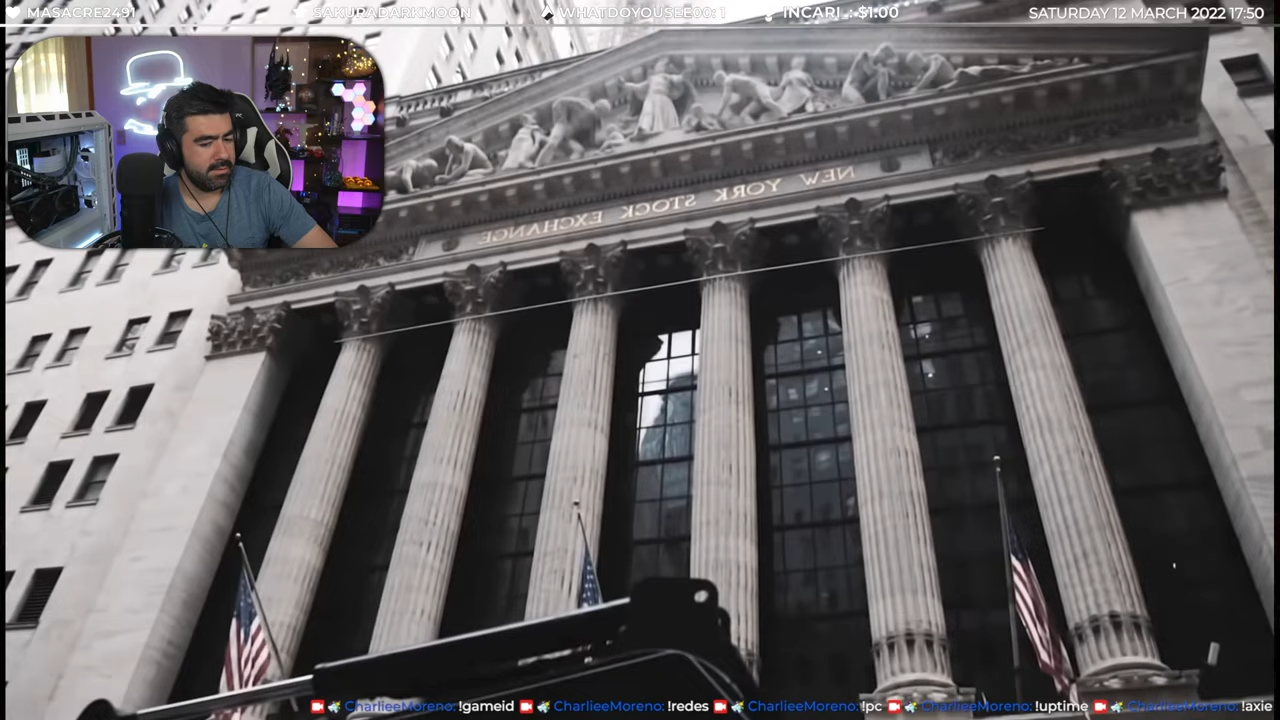 MASACRE2491 SAKURADARKMOON WHATDOYOUSEE00: 1 INCARI_: $1.00 SATURDAY 12 MARCH 2022 17:50
NEW YORK STOCK EXCHANGE
CharlieeMoreno: !gameid CharlieeMoreno: !redes CharlieeMoreno: !pc CharlieeMoreno: !uptime CharlieeMoreno: !axie